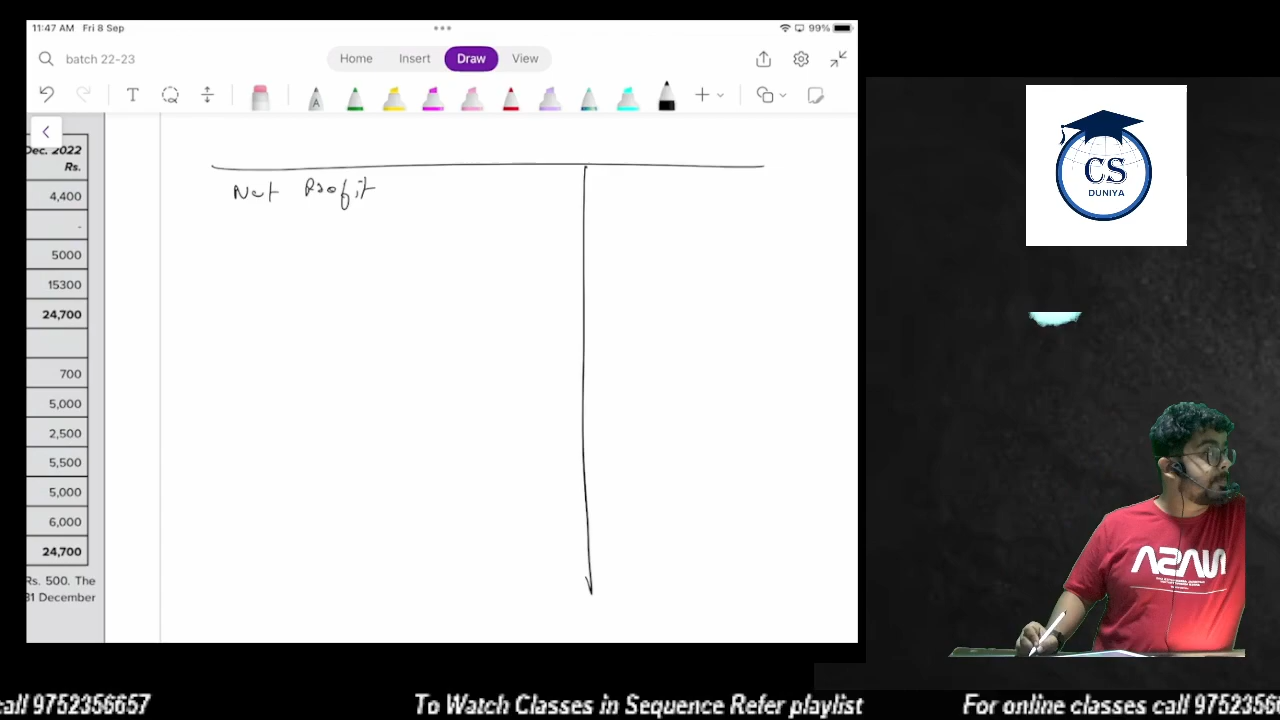 11:47 AM Fri 8 Sep
99%
batch 22-23
Home Insert Draw View
T
A
Dec. 2022
Rs.
4,400
-
5000
15300
24,700
700
5,000
2,500
5,500
5,000
6,000
24,700
Rs. 500. The
31 December
Net Profit
CS
DUNIYA
NASA
call 9752356657
To Watch Classes in Sequence Refer playlist
For online classes call 9752356